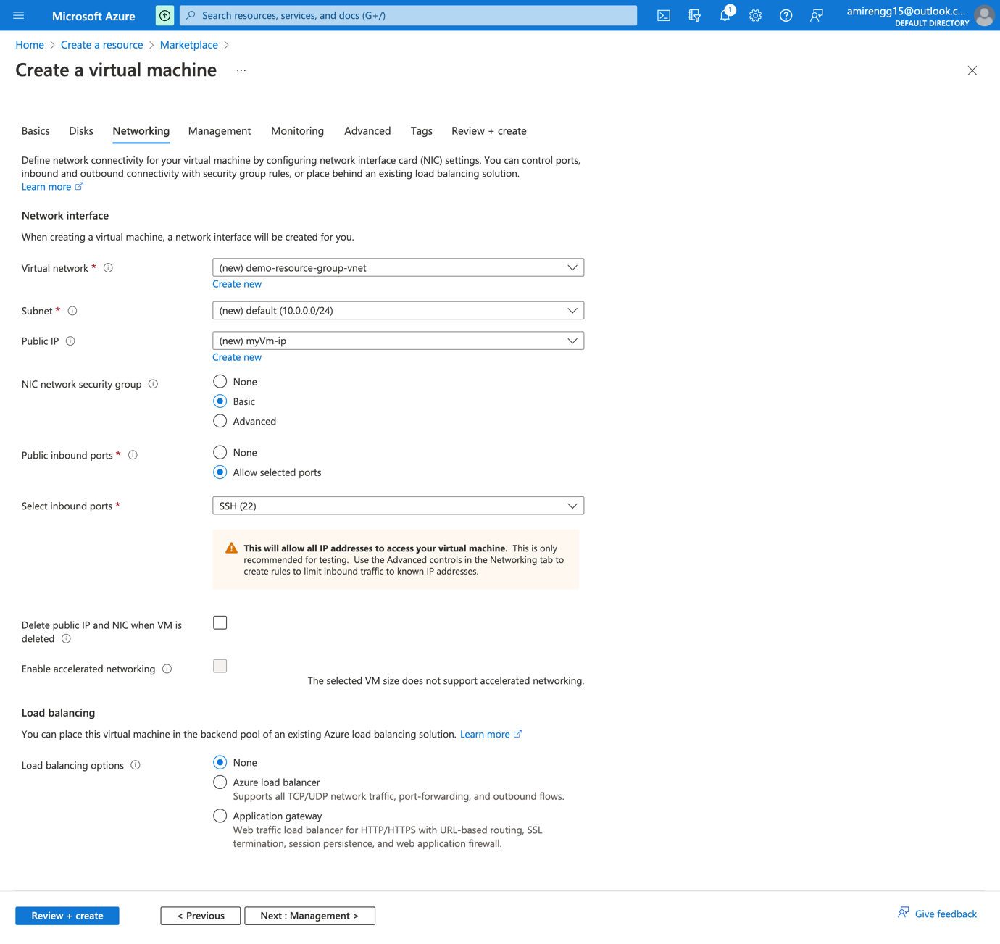 Microsoft Azure
Search resources, services, and docs (G+/)
1
amirengg15@outlook.c...
DEFAULT DIRECTORY
Home > Create a resource > Marketplace >
Create a virtual machine ...
Basics Disks Networking Management Monitoring Advanced Tags Review + create
Define network connectivity for your virtual machine by configuring network interface card (NIC) settings. You can control ports,
inbound and outbound connectivity with security group rules, or place behind an existing load balancing solution.
Learn more
Network interface
When creating a virtual machine, a network interface will be created for you.
Virtual network *
(new) demo-resource-group-vnet
Create new
Subnet *
(new) default (10.0.0.0/24)
Public IP
(new) myVm-ip
Create new
NIC network security group
None
Basic
Advanced
Public inbound ports *
None
Allow selected ports
Select inbound ports *
SSH (22)
This will allow all IP addresses to access your virtual machine. This is only
recommended for testing. Use the Advanced controls in the Networking tab to
create rules to limit inbound traffic to known IP addresses.
Delete public IP and NIC when VM is
deleted
Enable accelerated networking
The selected VM size does not support accelerated networking.
Load balancing
You can place this virtual machine in the backend pool of an existing Azure load balancing solution. Learn more
Load balancing options
None
Azure load balancer
Supports all TCP/UDP network traffic, port-forwarding, and outbound flows.
Application gateway
Web traffic load balancer for HTTP/HTTPS with URL-based routing, SSL
termination, session persistence, and web application firewall.
Review + create
< Previous
Next : Management >
Give feedback